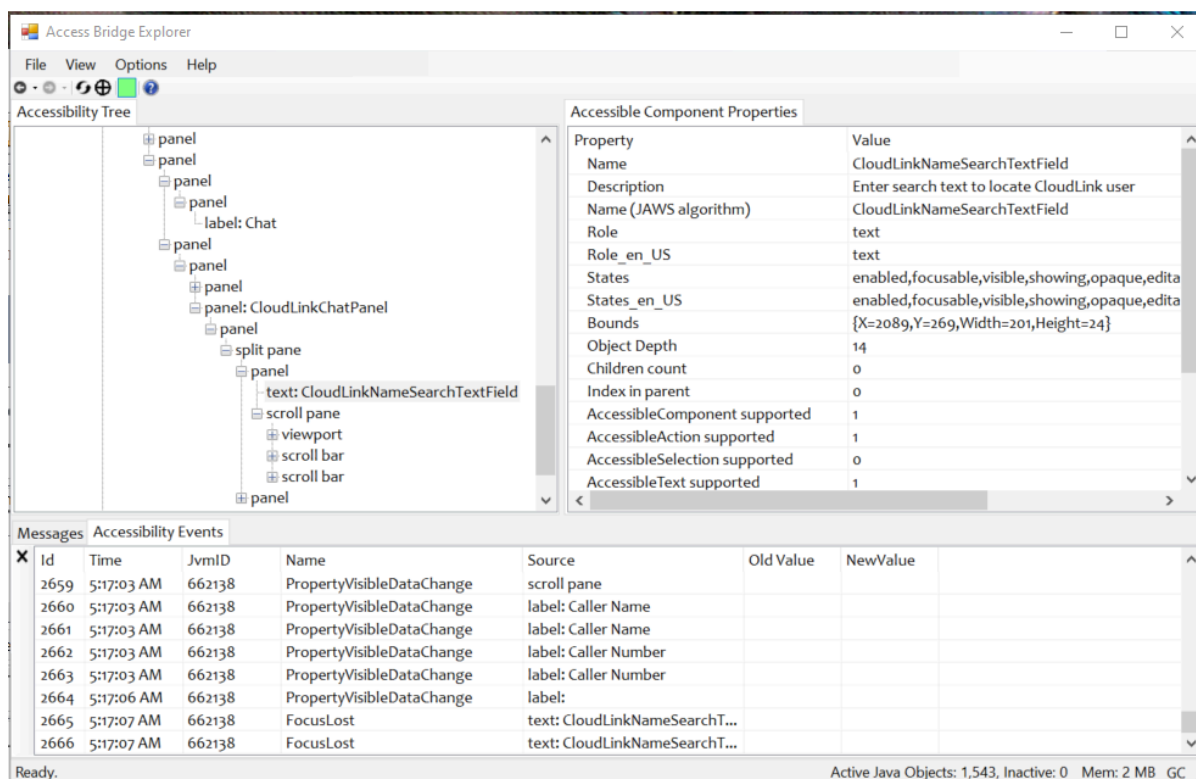 Access Bridge Explorer
File View Options Help
Accessibility Tree
panel
panel
panel
panel
label: Chat
panel
panel
panel
panel: CloudLinkChatPanel
panel
split pane
panel
text: CloudLinkNameSearchTextField
scroll pane
viewport
scroll bar
scroll bar
panel
Accessible Component Properties
Property Value
Name CloudLinkNameSearchTextField
Description Enter search text to locate CloudLink user
Name (JAWS algorithm) CloudLinkNameSearchTextField
Role text
Role_en_US text
States enabled,focusable,visible,showing,opaque,edita
States_en_US enabled,focusable,visible,showing,opaque,edita
Bounds {X=2089,Y=269,Width=201,Height=24}
Object Depth 14
Children count 0
Index in parent 0
AccessibleComponent supported 1
AccessibleAction supported 1
AccessibleSelection supported 0
AccessibleText supported 1
Messages Accessibility Events
Id Time JvmID Name Source Old Value NewValue
2659 5:17:03 AM 662138 PropertyVisibleDataChange scroll pane
2660 5:17:03 AM 662138 PropertyVisibleDataChange label: Caller Name
2661 5:17:03 AM 662138 PropertyVisibleDataChange label: Caller Name
2662 5:17:03 AM 662138 PropertyVisibleDataChange label: Caller Number
2663 5:17:03 AM 662138 PropertyVisibleDataChange label: Caller Number
2664 5:17:06 AM 662138 PropertyVisibleDataChange label:
2665 5:17:07 AM 662138 FocusLost text: CloudLinkNameSearchT...
2666 5:17:07 AM 662138 FocusLost text: CloudLinkNameSearchT...
Ready. Active Java Objects: 1,543, Inactive: 0 Mem: 2 MB GC